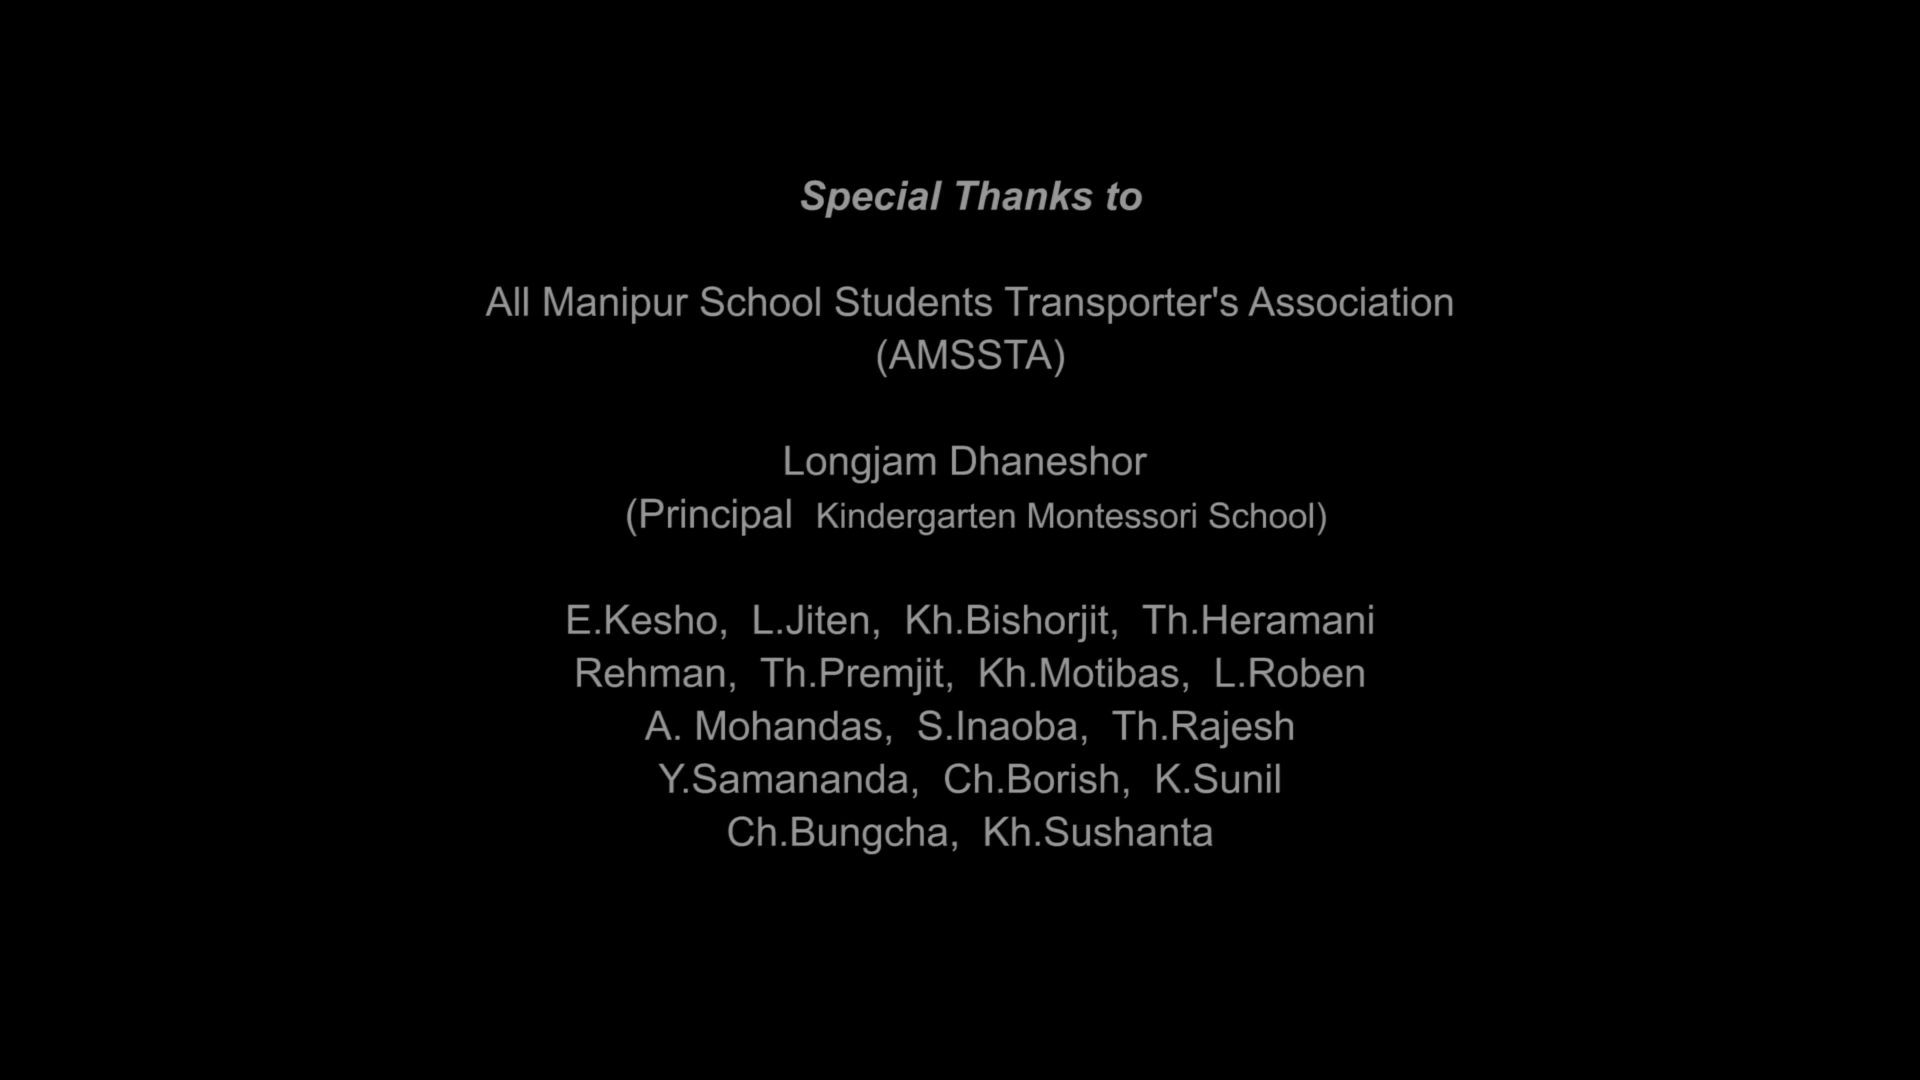 Special Thanks to
All Manipur School Students Transporter's Association
(AMSSTA)
Longjam Dhaneshor
(Principal Kindergarten Montessori School)
E.Kesho, L.Jiten, Kh.Bishorjit, Th.Heramani
Rehman, Th.Premjit, Kh.Motibas, L.Roben
A. Mohandas, S.Inaoba, Th.Rajesh
Y.Samananda, Ch.Borish, K.Sunil
Ch.Bungcha, Kh.Sushanta